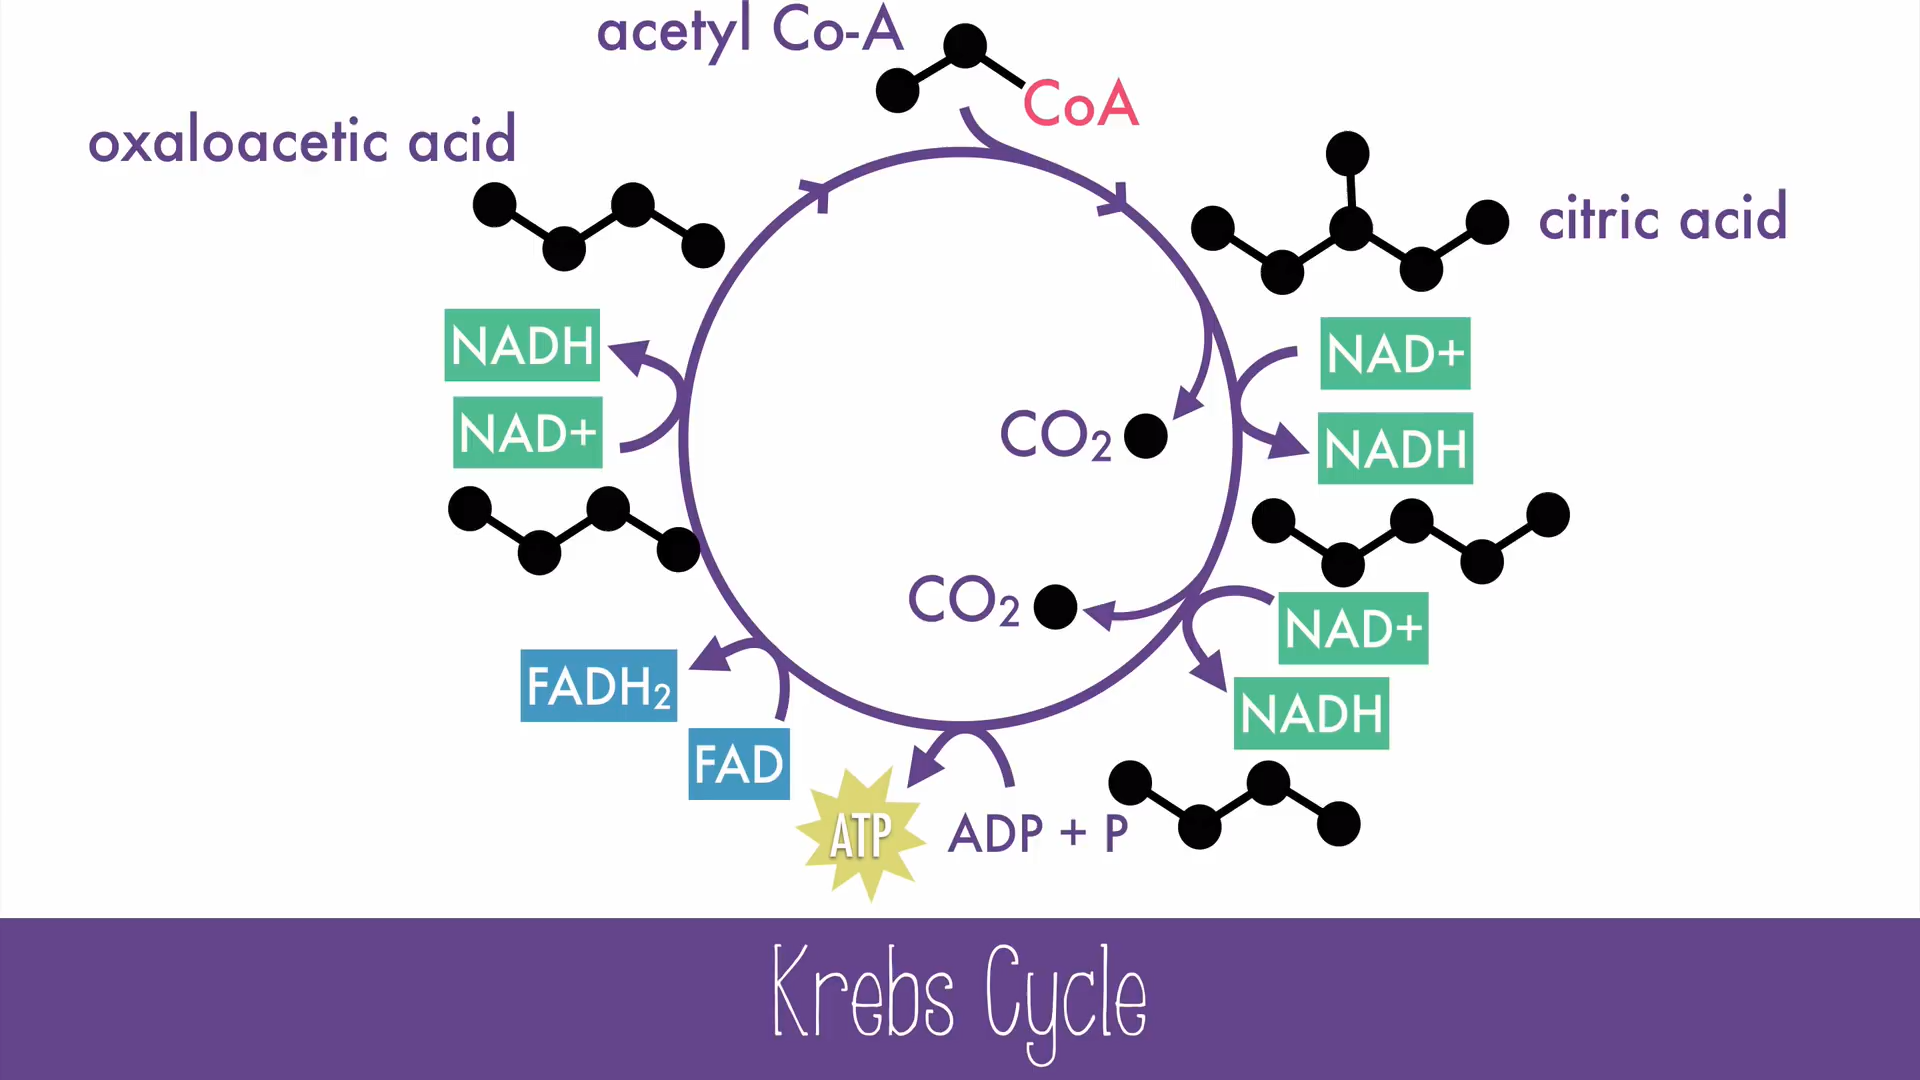 acetyl Co-A
CoA
oxaloacetic acid
citric acid
NADH
NAD+
NAD+
NADH
CO₂
CO₂
NAD+
NADH
FADH₂
FAD
ATP
ADP + P
Krebs Cycle